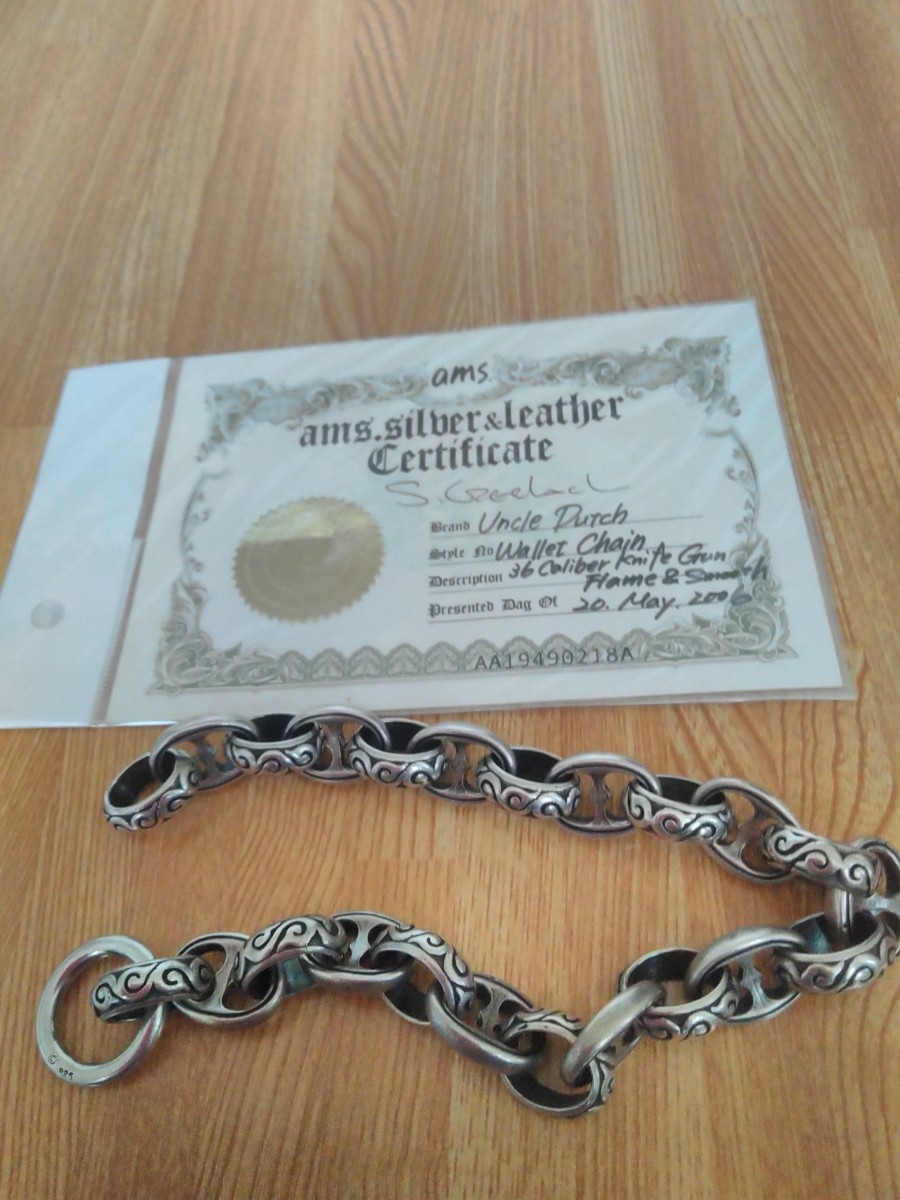 ams
ams.silver&leather
Certificate
Brand Uncle Dutch
Style No Wallet Chain
Description 36 Caliber Knife Gun
Flame & Smooth
Presented Dag Of 20. May. 2006
AA19490218A
© 925